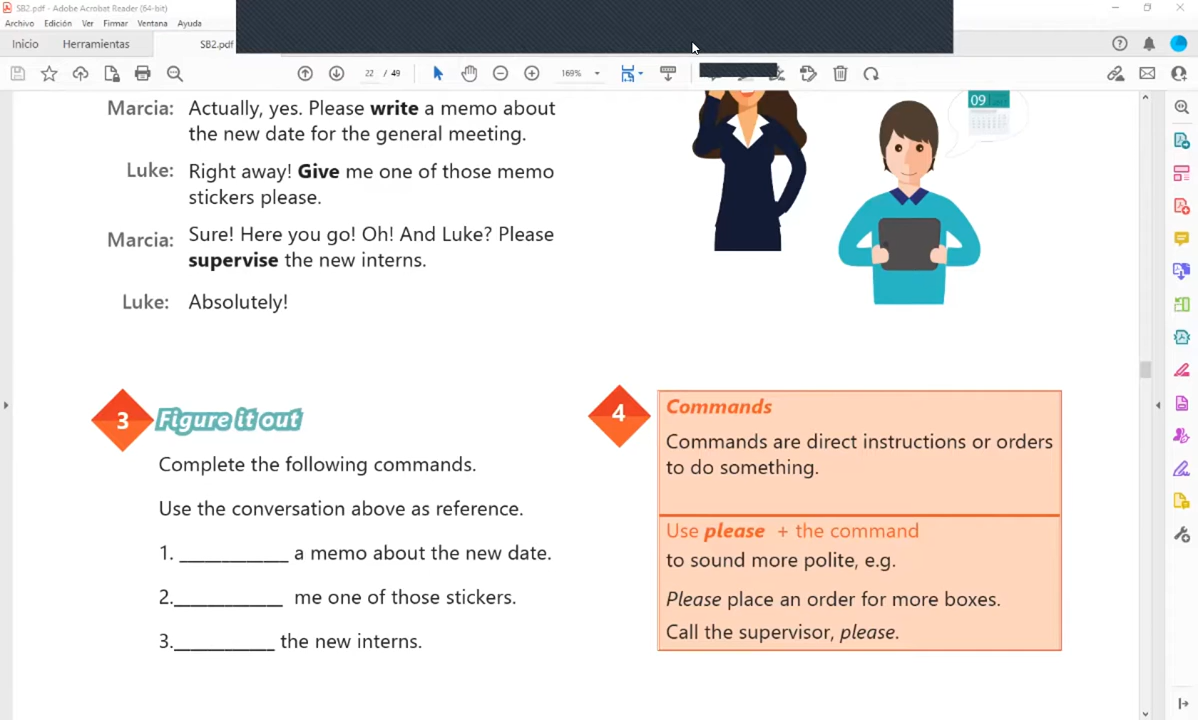 SB2.pdf - Adobe Acrobat Reader (64-bit)
Archivo Edición Ver Firmar Ventana Ayuda
Inicio Herramientas SB2.pdf
22 / 49 169%
Marcia: Actually, yes. Please write a memo about
the new date for the general meeting.
Luke: Right away! Give me one of those memo
stickers please.
Marcia: Sure! Here you go! Oh! And Luke? Please
supervise the new interns.
Luke: Absolutely!
09
3 Figure it out
Complete the following commands.
Use the conversation above as reference.
1. ___________ a memo about the new date.
2.___________ me one of those stickers.
3.__________ the new interns.
4 Commands
Commands are direct instructions or orders
to do something.
Use please + the command
to sound more polite, e.g.
Please place an order for more boxes.
Call the supervisor, please.